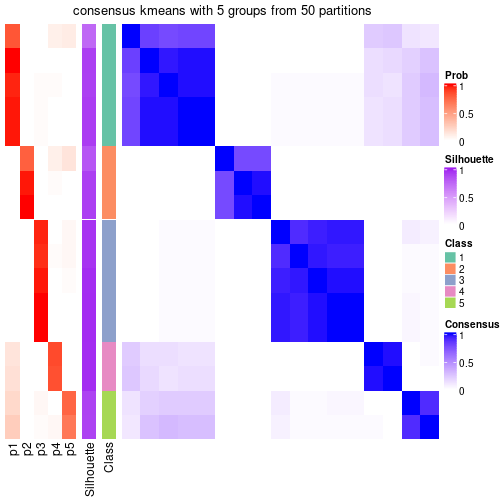 consensus kmeans with 5 groups from 50 partitions
Prob
1
0.5
0
Silhouette
1
0.5
0
Class
1
2
3
4
5
Consensus
1
0.5
0
p1
p2
p3
p4
p5
Silhouette
Class